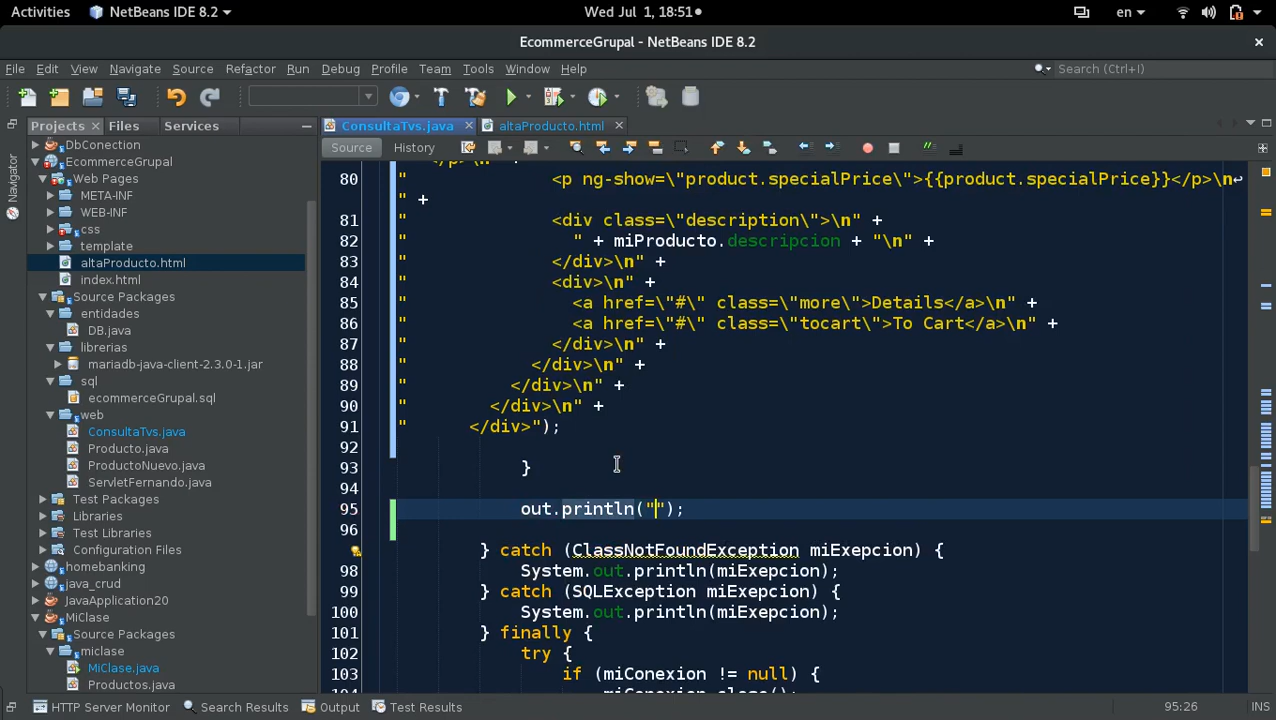 Activities NetBeans IDE 8.2 Wed Jul 1, 18:51 en
EcommerceGrupal - NetBeans IDE 8.2
File Edit View Navigate Source Refactor Run Debug Profile Team Tools Window Help Search (Ctrl+I)
Projects Files Services ConsultaTvs.java altaProducto.html
Navigator
Source History
DbConection
EcommerceGrupal
Web Pages
META-INF
WEB-INF
css
template
altaProducto.html
index.html
Source Packages
entidades
DB.java
librerias
mariadb-java-client-2.3.0-1.jar
sql
ecommerceGrupal.sql
web
ConsultaTvs.java
Producto.java
ProductoNuevo.java
ServletFormulario.java
Test Packages
Libraries
Test Libraries
Configuration Files
homebanking
java_crud
JavaApplication20
MiClase
Source Packages
miclase
MiClase.java
Productos.java
80 " <p ng-show=\"product.specialPrice\">{{product.specialPrice}}</p>\n
" +
81 " <div class=\"description\">\n" +
82 " " + miProducto.descripcion + "\n" +
83 " </div>\n" +
84 " <div>\n" +
85 " <a href=\"#\" class=\"more\">Details</a>\n" +
86 " <a href=\"#\" class=\"tocart\">To Cart</a>\n" +
87 " </div>\n" +
88 " </div>\n" +
89 " </div>\n" +
90 " </div>\n" +
91 " </div>");
92
93 }
94
95 out.println("");
96
} catch (ClassNotFoundException miExepcion) {
98 System.out.println(miExepcion);
99 } catch (SQLException miExepcion) {
100 System.out.println(miExepcion);
101 } finally {
102 try {
103 if (miConexion != null) {
HTTP Server Monitor Search Results Output Test Results 95:26 INS